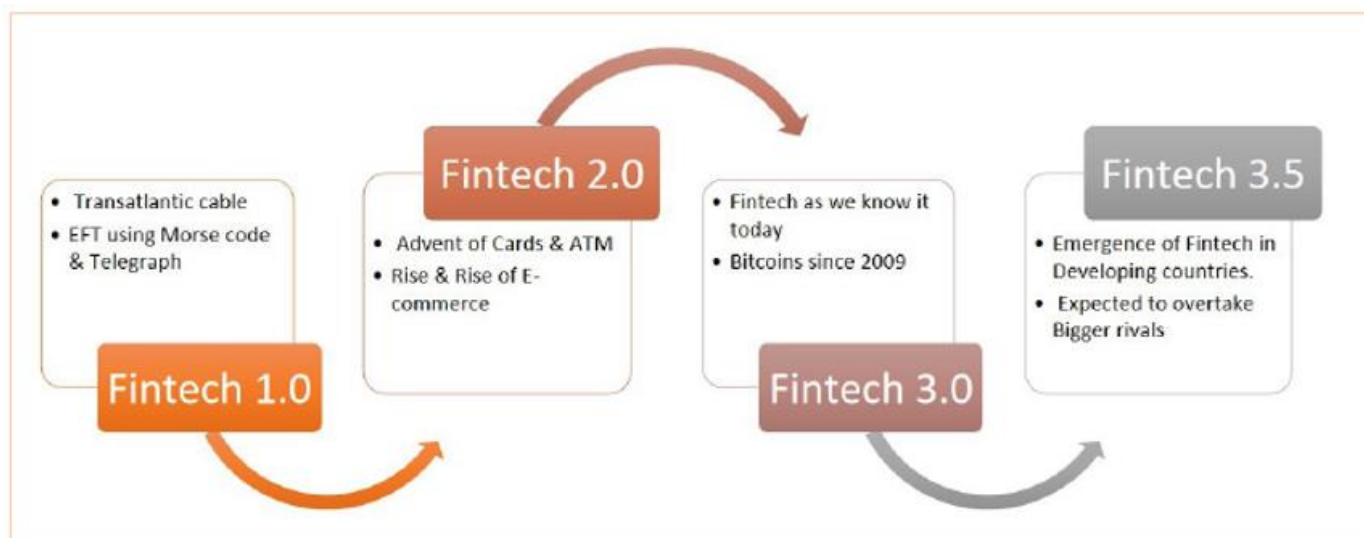 Fintech 1.0
• Transatlantic cable
• EFT using Morse code
& Telegraph
Fintech 2.0
• Advent of Cards & ATM
• Rise & Rise of E-
commerce
Fintech 3.0
• Fintech as we know it
today
• Bitcoins since 2009
Fintech 3.5
• Emergence of Fintech in
Developing countries.
• Expected to overtake
Bigger rivals